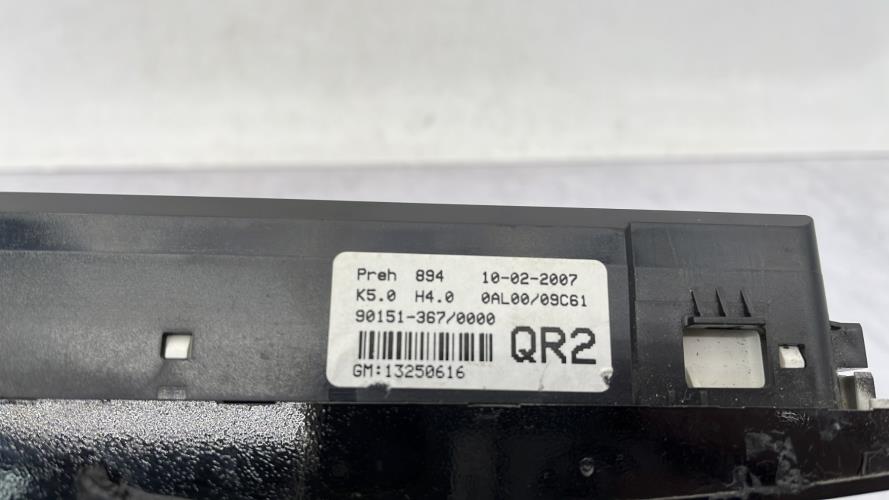 Preh 894 10-02-2007
K5.0 H4.0 0AL00/09C61
90151-367/0000
QR2
GM:13250616